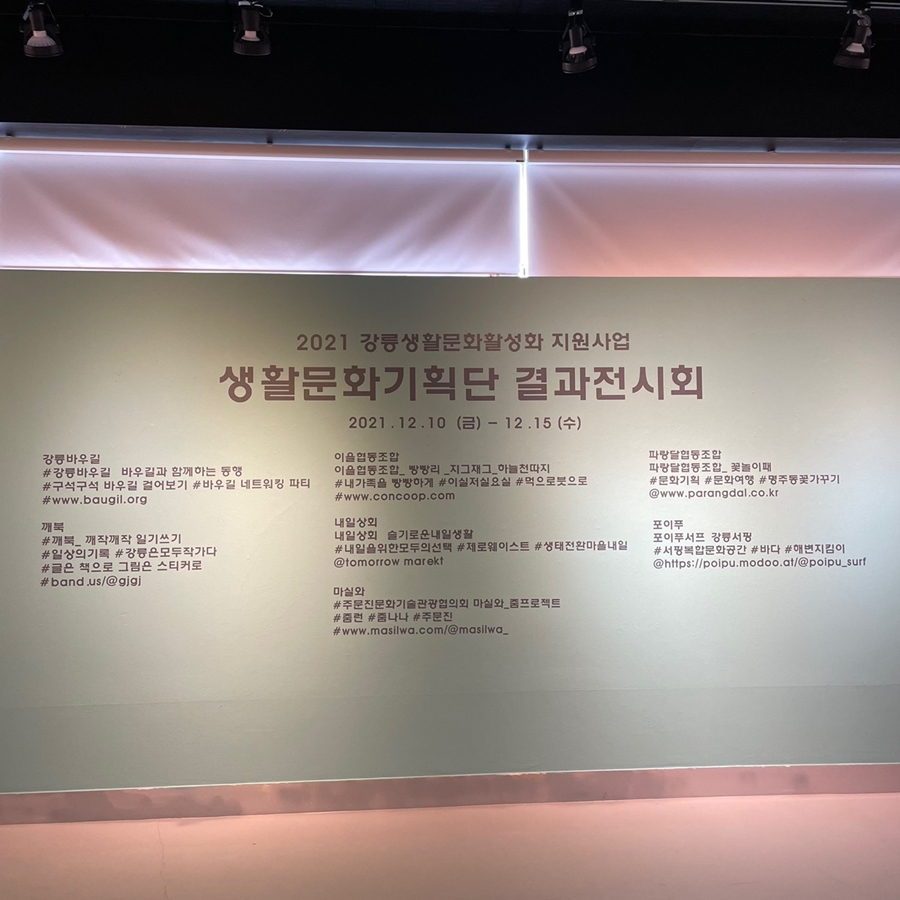 2021 강릉생활문화활성화 지원사업
생활문화기획단 결과전시회
2021.12.10 (금) - 12.15 (수)
강릉바우길
#강릉바우길 바우길과 함께하는 동행
#구석구석 바우길 걸어보기 #바우길 네트워킹 파티
#www.baugil.org
깨북
#깨북_ 깨작깨작 일기쓰기
#일상의기록 #강릉은모두작가다
#글은 책으로 그림은 스티커로
#band.us/@gjgj
이음협동조합
이음협동조합_ 빵빵리 _지그재그_하늘천따지
#내가족을 빵빵하게 #이실저실요실 #먹으로붓으로
#www.concoop.com
내일상회
내일상회 슬기로운내일생활
#내일을위한모두의선택 #제로웨이스트 #생태전환마을내일
@tomorrow marekt
마실와
#주문진문화기술관광협의회 마실와_줌프로젝트
#줌런 #줌나나 #주문진
#www.masilwa.com/@masilwa_
파랑달협동조합
파랑달협동조합_ 꽃놀이패
#문화기획 #문화여행 #명주동꽃가꾸기
@www.parangdal.co.kr
포이푸
포이푸서프 강릉서핑
#서핑복합문화공간 #바다 #해변지킴이
@https://poipu.modoo.at/@poipu_surf